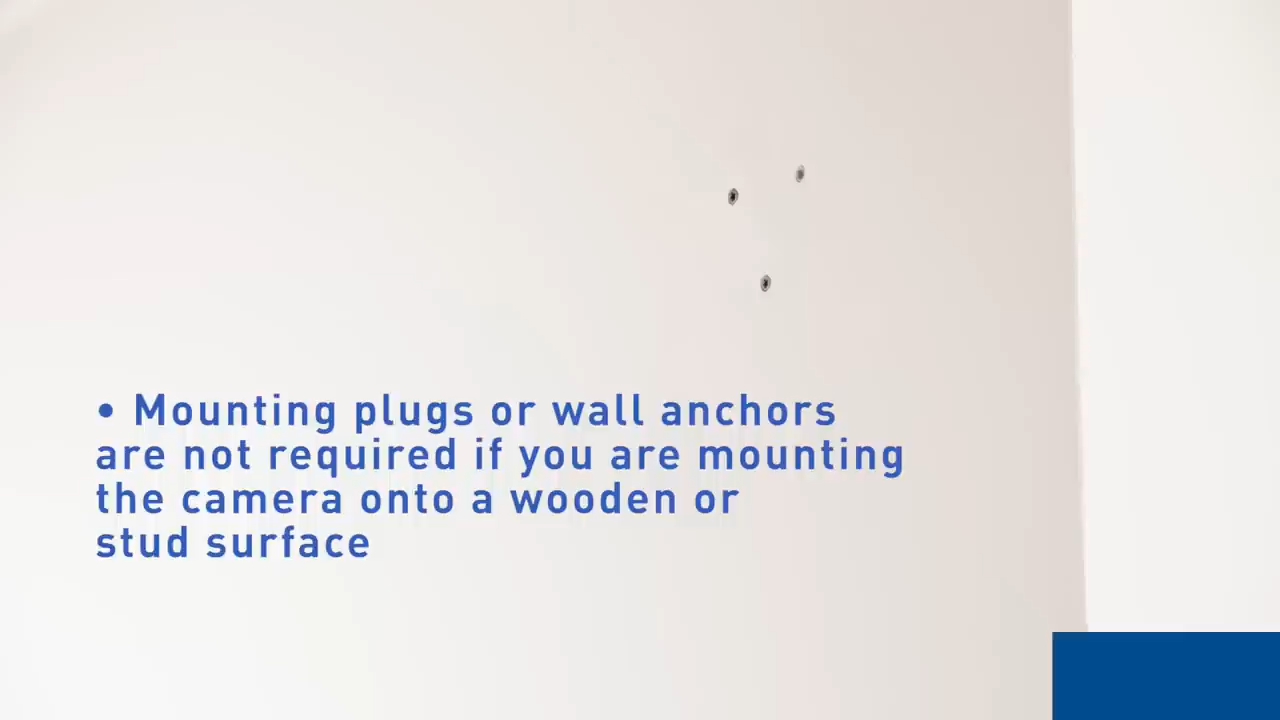 • Mounting plugs or wall anchors
are not required if you are mounting
the camera onto a wooden or
stud surface